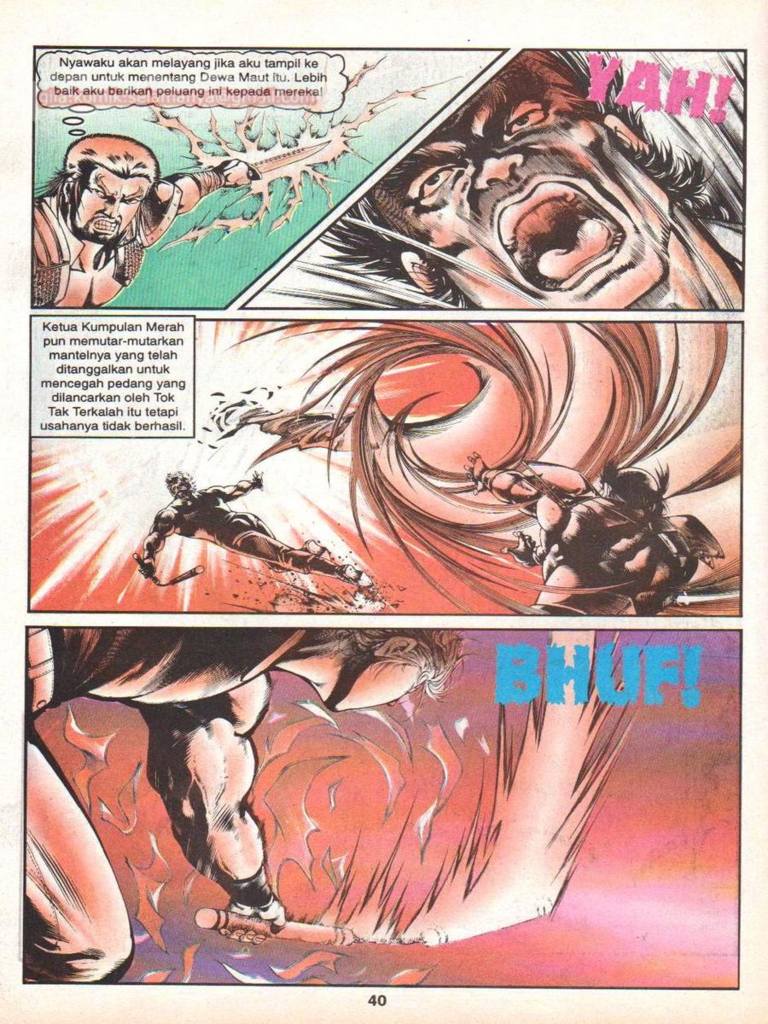 Nyawaku akan melayang jika aku tampil ke
depan untuk menentang Dewa Maut itu. Lebih
baik aku berikan peluang ini kepada mereka!
YAH!
Ketua Kumpulan Merah
pun memutar-mutarkan
mantelnya yang telah
ditanggalkan untuk
mencegah pedang yang
dilancarkan oleh Tok
Tak Terkalah itu tetapi
usahanya tidak berhasil.
BHUF!
40